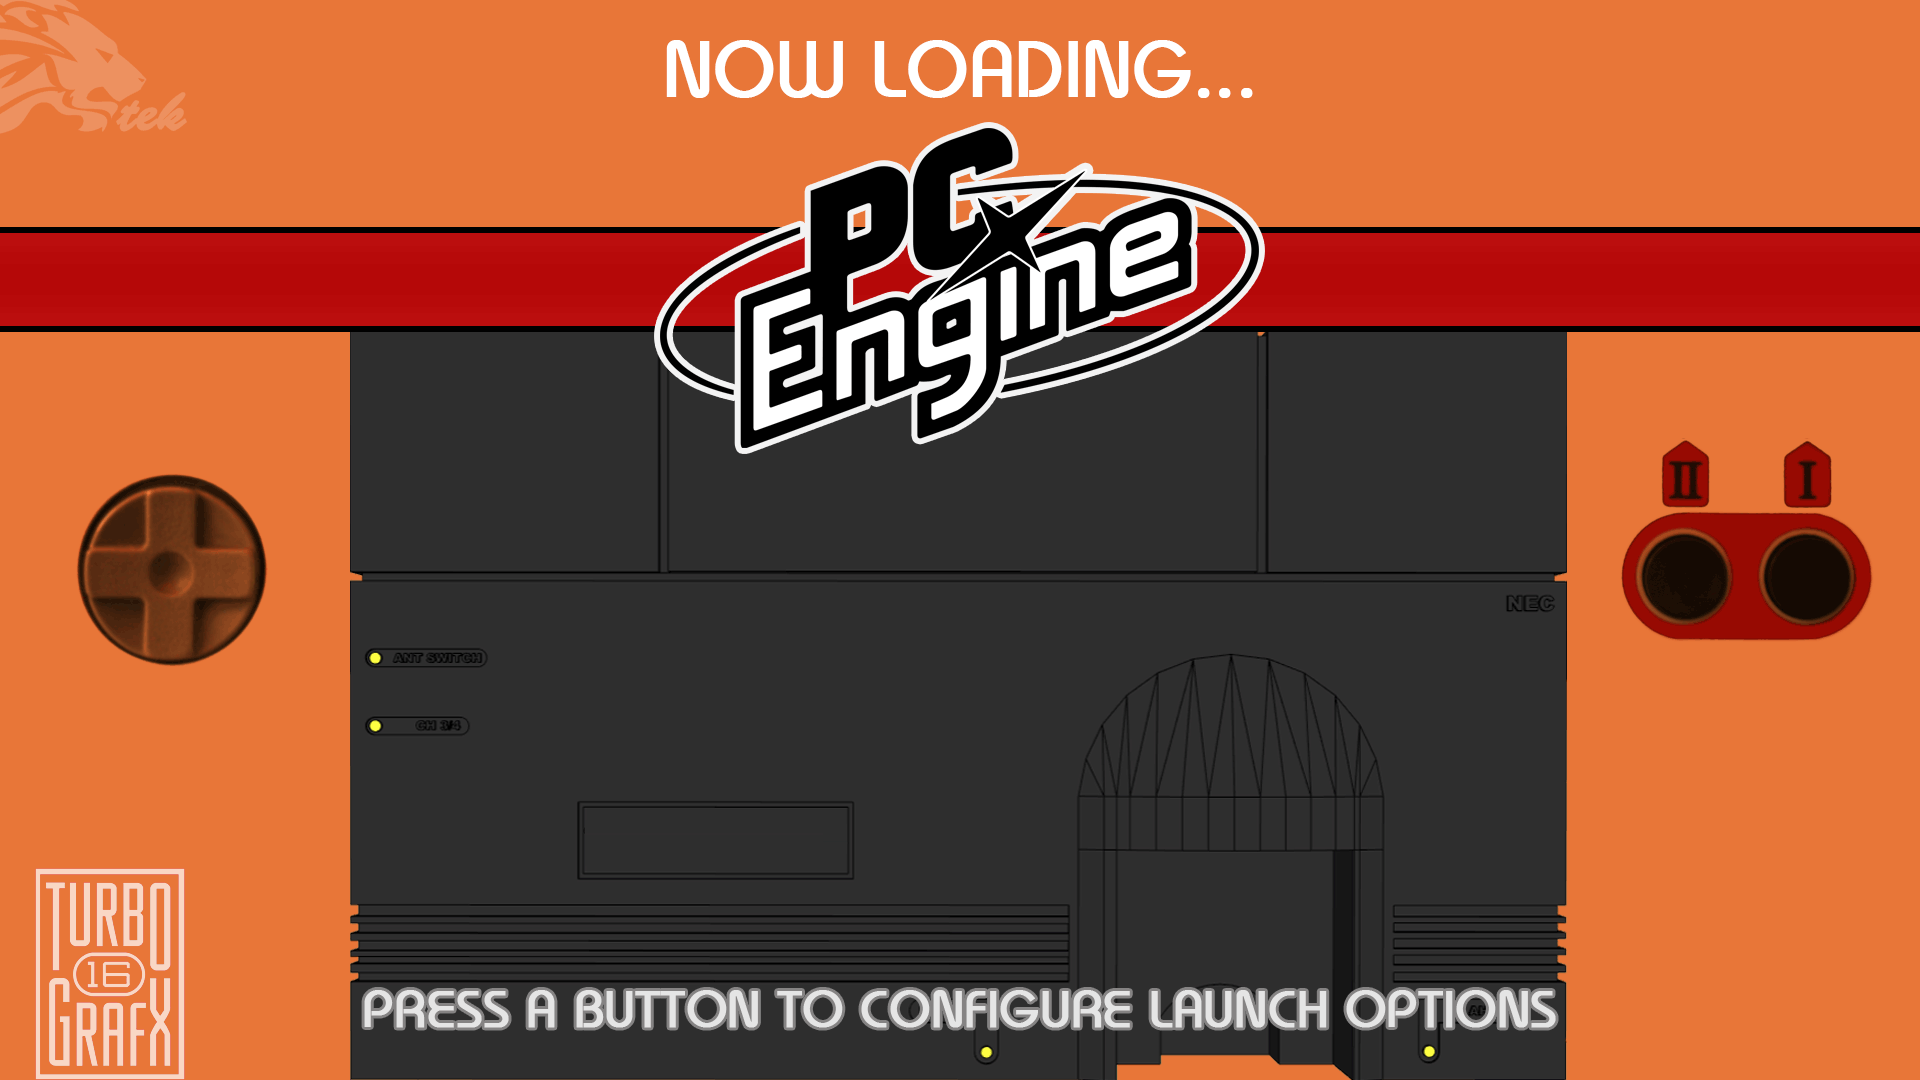 NOW LOADING...
tek
PC
Engine
II I
NEC
ANT SWITCH
CH 3/4
TURBO
16
GRAFX
PRESS A BUTTON TO CONFIGURE LAUNCH OPTIONS